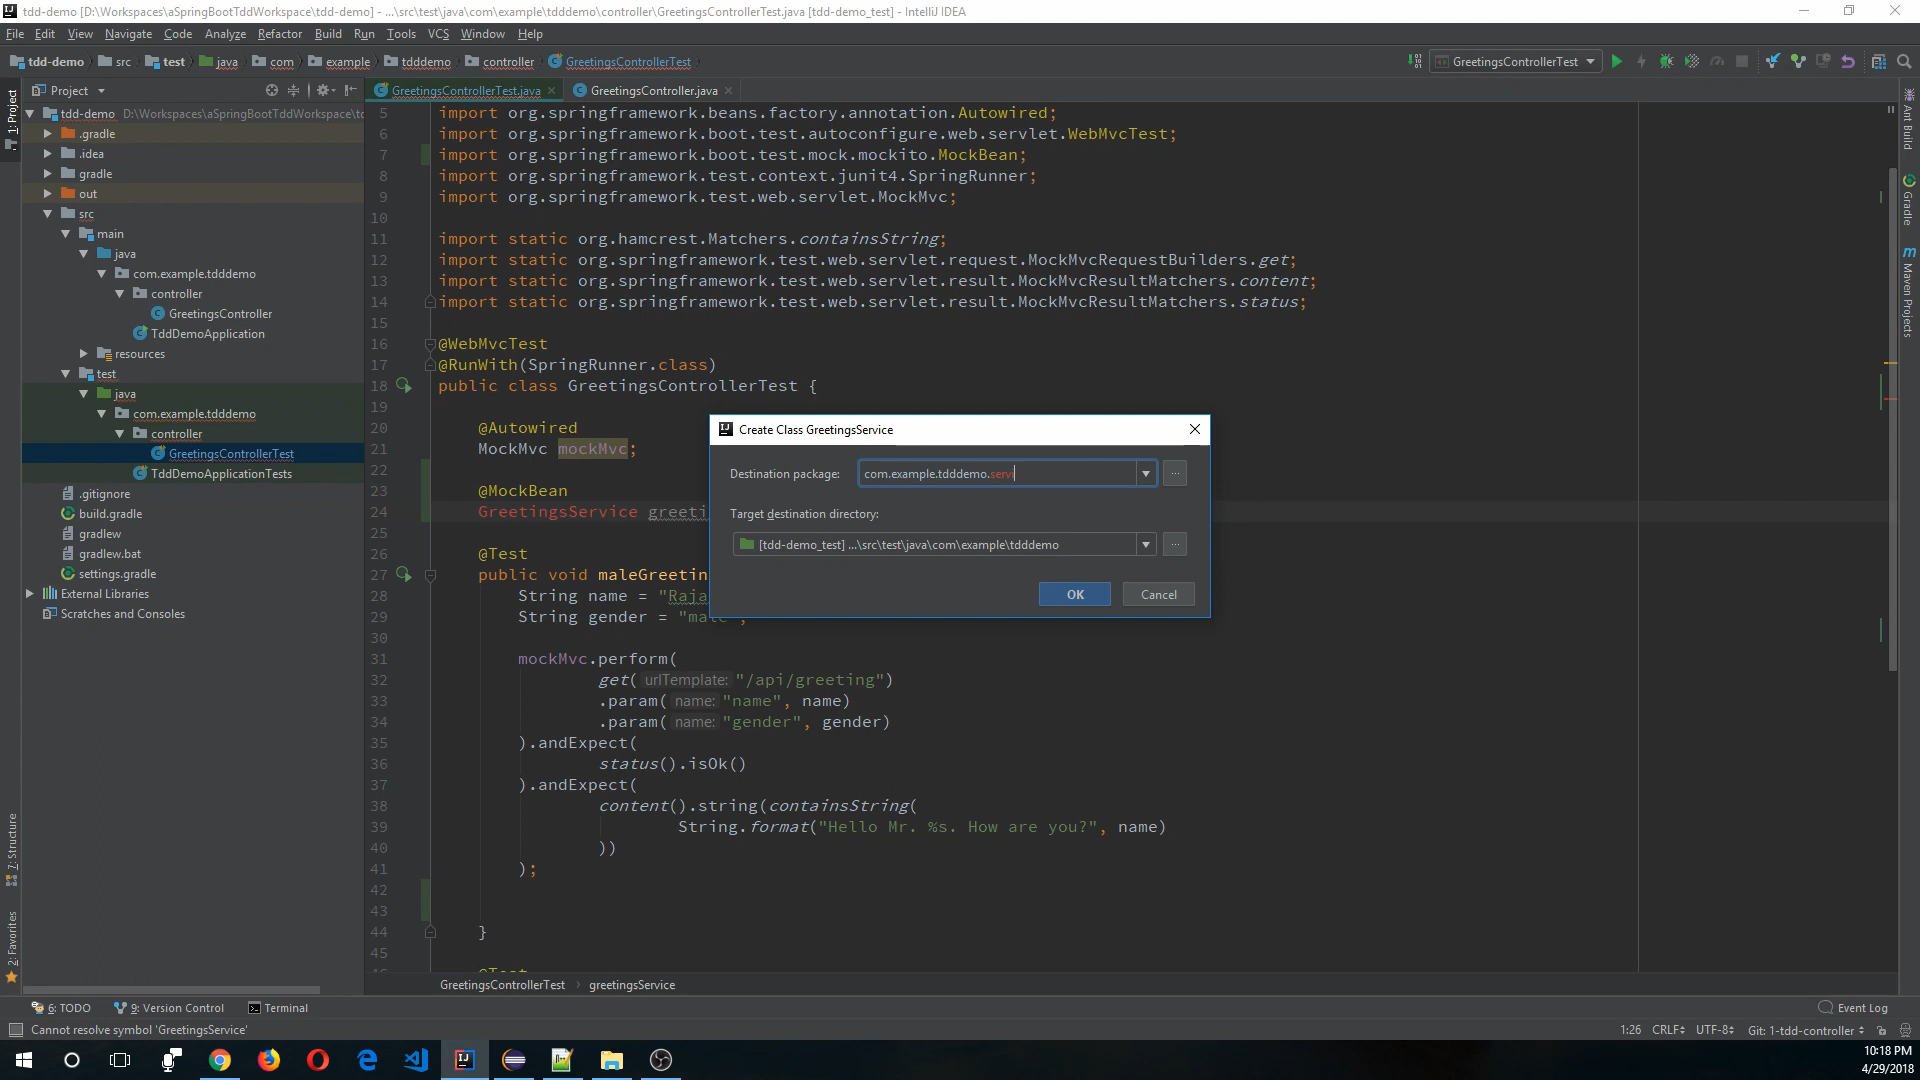 tdd-demo [D:\Workspaces\aSpringBootTddWorkspace\tdd-demo] - ...\src\test\java\com\example\tdddemo\controller\GreetingsControllerTest.java [tdd-demo_test] - IntelliJ IDEA
File Edit View Navigate Code Analyze Refactor Build Run Tools VCS Window Help
tdd-demo src test java com example tdddemo controller GreetingsControllerTest
GreetingsControllerTest
Project
GreetingsControllerTest.java
GreetingsController.java
1: Project
7: Structure
2: Favorites
tdd-demo D:\Workspaces\aSpringBootTddWorkspace\tc
.gradle
.idea
gradle
out
src
main
java
com.example.tdddemo
controller
GreetingsController
TddDemoApplication
resources
test
java
com.example.tdddemo
controller
GreetingsControllerTest
TddDemoApplicationTests
.gitignore
build.gradle
gradlew
gradlew.bat
settings.gradle
External Libraries
Scratches and Consoles
5 import org.springframework.beans.factory.annotation.Autowired;
6 import org.springframework.boot.test.autoconfigure.web.servlet.WebMvcTest;
7 import org.springframework.boot.test.mock.mockito.MockBean;
8 import org.springframework.test.context.junit4.SpringRunner;
9 import org.springframework.test.web.servlet.MockMvc;
10
11 import static org.hamcrest.Matchers.containsString;
12 import static org.springframework.test.web.servlet.request.MockMvcRequestBuilders.get;
13 import static org.springframework.test.web.servlet.result.MockMvcResultMatchers.content;
14 import static org.springframework.test.web.servlet.result.MockMvcResultMatchers.status;
15
16 @WebMvcTest
17 @RunWith(SpringRunner.class)
18 public class GreetingsControllerTest {
19
20 @Autowired
21 MockMvc mockMvc;
22
23 @MockBean
24 GreetingsService greeti
25
26 @Test
27 public void maleGreetin
28 String name = "Raja
29 String gender = "male";
30
31 mockMvc.perform(
32 get( urlTemplate: "/api/greeting")
33 .param( name: "name", name)
34 .param( name: "gender", gender)
35 ).andExpect(
36 status().isOk()
37 ).andExpect(
38 content().string(containsString(
39 String.format("Hello Mr. %s. How are you?", name)
40 ))
41 );
42
43
44 }
45
@Test
Create Class GreetingsService
Destination package: com.example.tdddemo.servi ...
Target destination directory:
[tdd-demo_test] ...\src\test\java\com\example\tdddemo ...
OK Cancel
Ant Build
Gradle
m Maven Projects
GreetingsControllerTest greetingsService
6: TODO 9: Version Control Terminal Event Log
Cannot resolve symbol 'GreetingsService'
1:26 CRLF UTF-8 Git: 1-tdd-controller
10:18 PM
4/29/2018